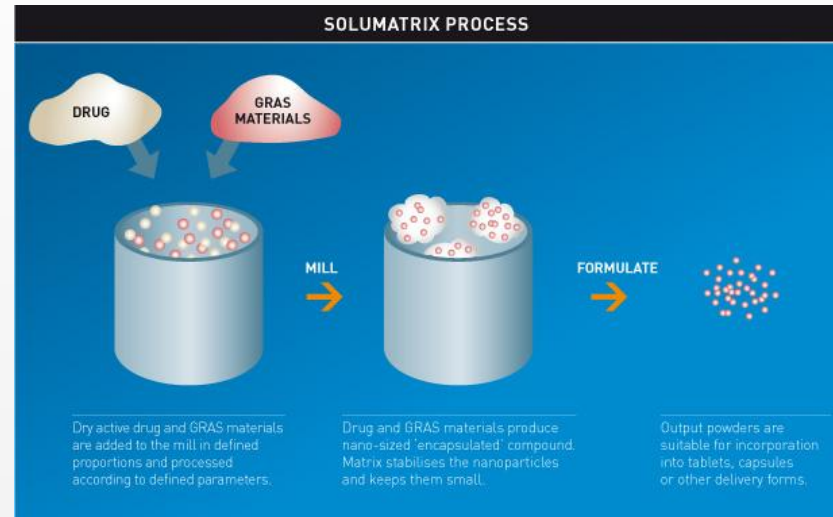 SOLUMATRIX PROCESS
DRUG
GRAS
MATERIALS
MILL
FORMULATE
Dry active drug and GRAS materials
are added to the mill in defined
proportions and processed
according to defined parameters.
Drug and GRAS materials produce
nano-sized 'encapsulated' compound.
Matrix stabilises the nanoparticles
and keeps them small.
Output powders are
suitable for incorporation
into tablets, capsules
or other delivery forms.